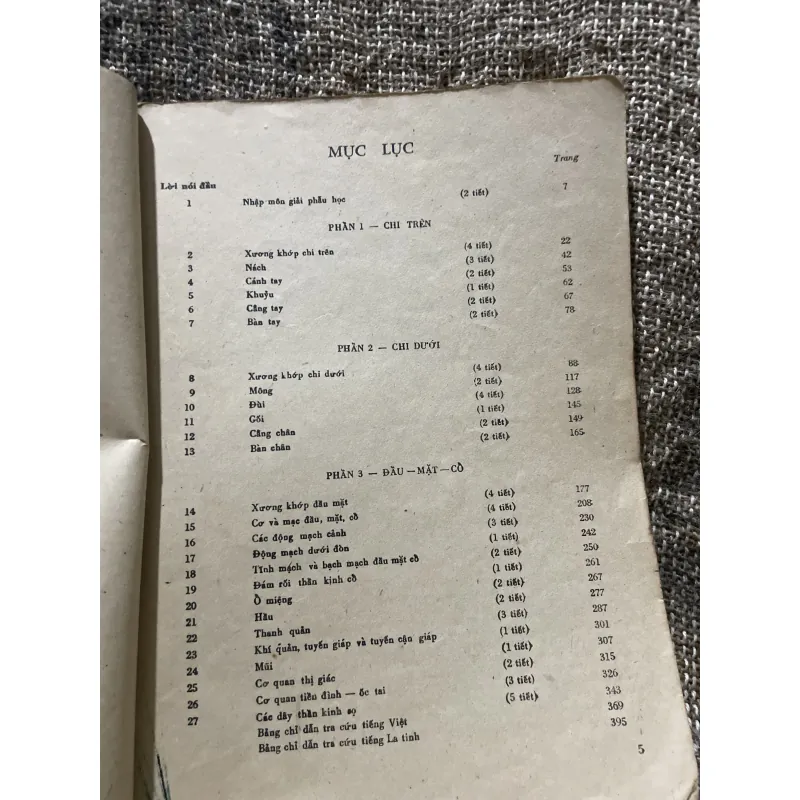 MỤC LỤC
Trang
Lời nói đầu
1 Nhập môn giải phẫu học (2 tiết) 7
PHẦN 1 — CHI TRÊN
2 Xương khớp chi trên (4 tiết) 22
3 Nách (3 tiết) 42
4 Cánh tay (2 tiết) 53
5 Khuỷu (1 tiết) 62
6 Cẳng tay (2 tiết) 67
7 Bàn tay (2 tiết) 78
PHẦN 2 — CHI DƯỚI
8 Xương khớp chi dưới (4 tiết) 88
9 Mông (2 tiết) 117
10 Đùi (4 tiết) 128
11 Gối (1 tiết) 145
12 Cẳng chân (2 tiết) 149
13 Bàn chân (2 tiết) 165
PHẦN 3 — ĐẦU — MẶT — CỔ
14 Xương khớp đầu mặt (4 tiết) 177
15 Cơ và mạc đầu, mặt, cổ (4 tiết) 208
16 Các động mạch cảnh (3 tiết) 230
17 Động mạch dưới đòn (1 tiết) 242
18 Tĩnh mạch và bạch mạch đầu mặt cổ (2 tiết) 250
19 Đám rối thần kinh cổ (1 tiết) 261
20 Ổ miệng (2 tiết) 267
21 Hầu (2 tiết) 277
22 Thanh quản (3 tiết) 287
23 Khí quản, tuyến giáp và tuyến cận giáp (1 tiết) 301
24 Mũi (1 tiết) 307
25 Cơ quan thị giác (2 tiết) 315
26 Cơ quan tiền đình — ốc tai (3 tiết) 326
27 Các dây thần kinh sọ (5 tiết) 343
Bảng chỉ dẫn tra cứu tiếng Việt 369
Bảng chỉ dẫn tra cứu tiếng La tinh 395
5